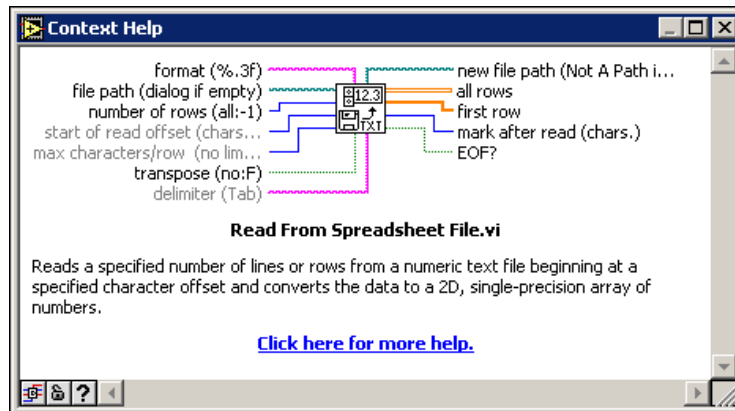 Context Help
format (%.3f)
file path (dialog if empty)
number of rows (all:-1)
start of read offset (chars...
max characters/row (no lim...
transpose (no:F)
delimiter (Tab)
12.3
TXT
new file path (Not A Path i...
all rows
first row
mark after read (chars.)
EOF?
Read From Spreadsheet File.vi
Reads a specified number of lines or rows from a numeric text file beginning at a
specified character offset and converts the data to a 2D, single-precision array of
numbers.
Click here for more help.
?